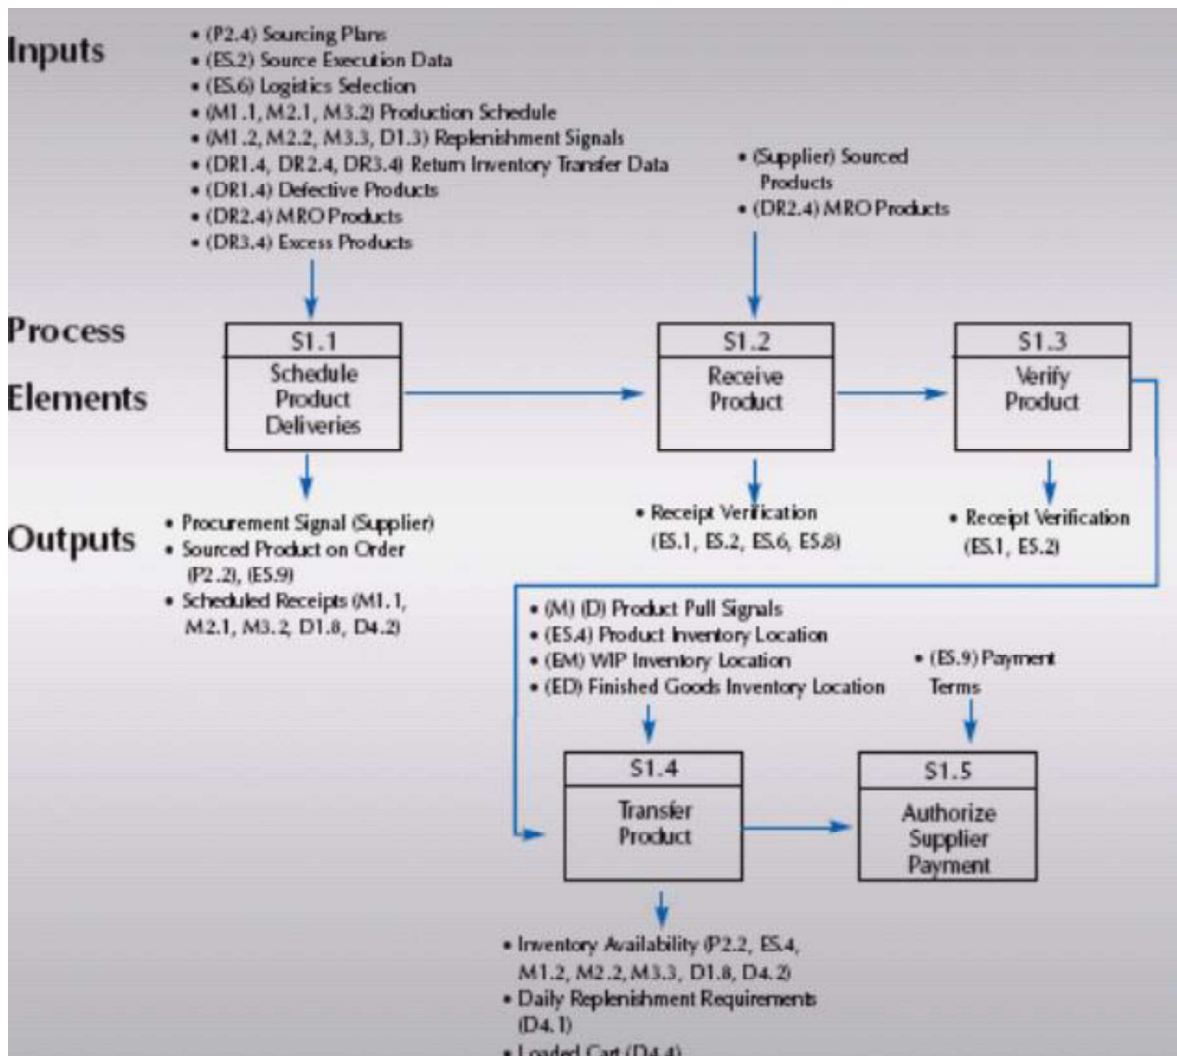 Inputs
• (P2.4) Sourcing Plans
• (ES.2) Source Execution Data
• (ES.6) Logistics Selection
• (M1.1, M2.1, M3.2) Production Schedule
• (M1.2, M2.2, M3.3, D1.3) Replenishment Signals
• (DR1.4, DR2.4, DR3.4) Return Inventory Transfer Data
• (DR1.4) Defective Products
• (DR2.4) MRO Products
• (DR3.4) Excess Products
• (Supplier) Sourced
Products
• (DR2.4) MRO Products
Process
Elements
S1.1
Schedule
Product
Deliveries
S1.2
Receive
Product
S1.3
Verify
Product
Outputs
• Procurement Signal (Supplier)
• Sourced Product on Order
(P2.2), (ES.9)
• Scheduled Receipts (M1.1,
M2.1, M3.2, D1.8, D4.2)
• Receipt Verification
(ES.1, ES.2, ES.6, ES.8)
• Receipt Verification
(ES.1, ES.2)
• (M) (D) Product Pull Signals
• (ES.4) Product Inventory Location
• (EM) WIP Inventory Location
• (ED) Finished Goods Inventory Location
• (ES.9) Payment
Terms
S1.4
Transfer
Product
S1.5
Authorize
Supplier
Payment
• Inventory Availability (P2.2, ES.4,
M1.2, M2.2, M3.3, D1.8, D4.2)
• Daily Replenishment Requirements
(D4.1)
• Loaded Cart (D4.4)